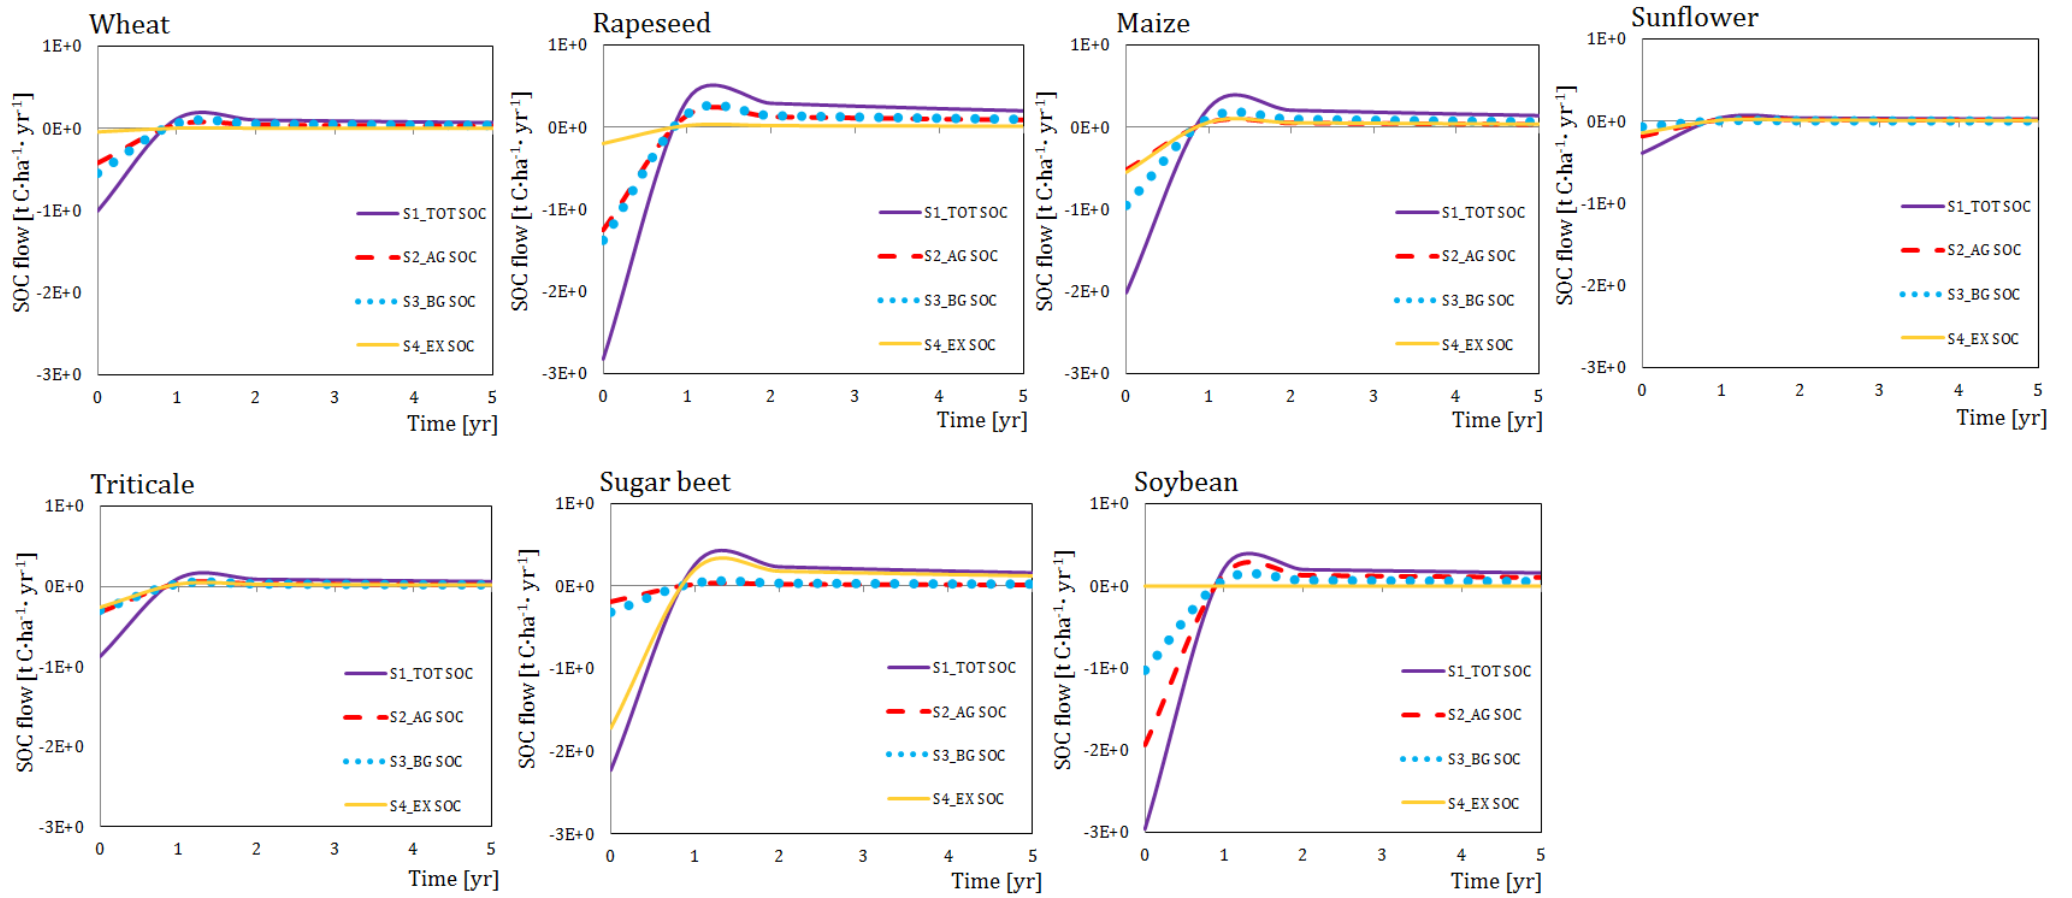 Wheat
1E+0
0E+0
-1E+0
-2E+0
-3E+0
SOC flow [t C·ha⁻¹· yr⁻¹]
S1_TOT SOC
S2_AG SOC
S3_BG SOC
S4_EX SOC
0 1 2 3 4 5
Time [yr]
Rapeseed
1E+0
0E+0
-1E+0
-2E+0
-3E+0
SOC flow [t C·ha⁻¹· yr⁻¹]
S1_TOT SOC
S2_AG SOC
S3_BG SOC
S4_EX SOC
0 1 2 3 4 5
Time [yr]
Maize
1E+0
0E+0
-1E+0
-2E+0
-3E+0
SOC flow [t C·ha⁻¹· yr⁻¹]
S1_TOT SOC
S2_AG SOC
S3_BG SOC
S4_EX SOC
0 1 2 3 4 5
Time [yr]
Sunflower
1E+0
0E+0
-1E+0
-2E+0
-3E+0
SOC flow [t C·ha⁻¹· yr⁻¹]
S1_TOT SOC
S2_AG SOC
S3_BG SOC
S4_EX SOC
0 1 2 3 4 5
Time [yr]
Triticale
1E+0
0E+0
-1E+0
-2E+0
-3E+0
SOC flow [t C·ha⁻¹· yr⁻¹]
S1_TOT SOC
S2_AG SOC
S3_BG SOC
S4_EX SOC
0 1 2 3 4 5
Time [yr]
Sugar beet
1E+0
0E+0
-1E+0
-2E+0
-3E+0
SOC flow [t C·ha⁻¹· yr⁻¹]
S1_TOT SOC
S2_AG SOC
S3_BG SOC
S4_EX SOC
0 1 2 3 4 5
Time [yr]
Soybean
1E+0
0E+0
-1E+0
-2E+0
-3E+0
SOC flow [t C·ha⁻¹· yr⁻¹]
S1_TOT SOC
S2_AG SOC
S3_BG SOC
S4_EX SOC
0 1 2 3 4 5
Time [yr]